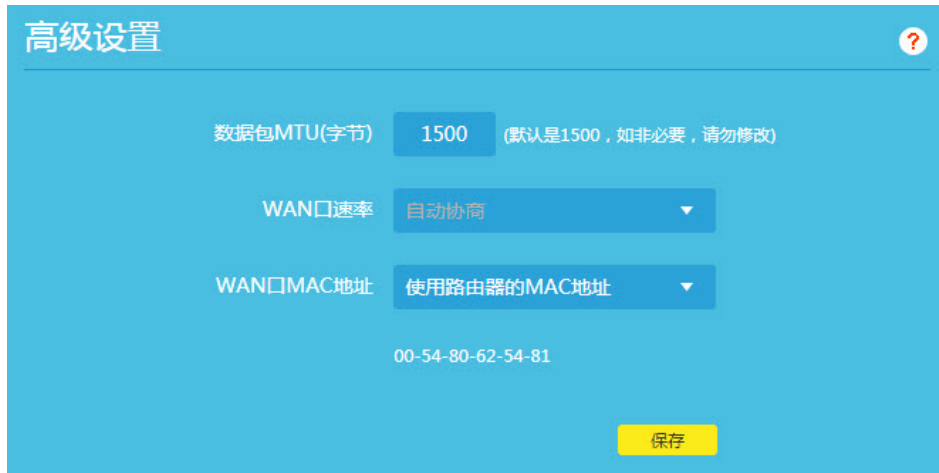 高级设置
?
数据包MTU(字节) 1500 (默认是1500，如非必要，请勿修改)
WAN口速率 自动协商
WAN口MAC地址 使用路由器的MAC地址
00-54-80-62-54-81
保存